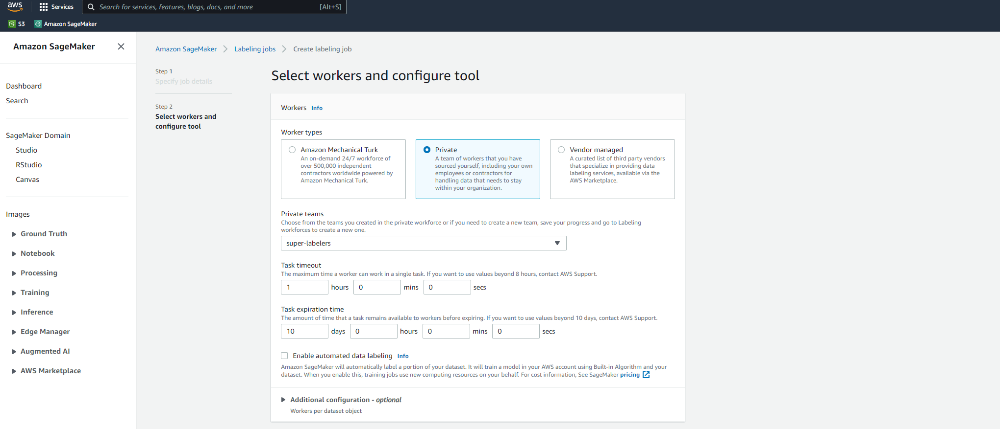 aws
Services
Search for services, features, blogs, docs, and more
[Alt+S]
S3
Amazon SageMaker
Amazon SageMaker
Dashboard
Search
SageMaker Domain
Studio
RStudio
Canvas
Images
Ground Truth
Notebook
Processing
Training
Inference
Edge Manager
Augmented AI
AWS Marketplace
Amazon SageMaker
Labeling jobs
Create labeling job
Step 1
Specify job details
Step 2
Select workers and
configure tool
Select workers and configure tool
Workers Info
Worker types
Amazon Mechanical Turk
An on-demand 24/7 workforce of
over 500,000 independent
contractors worldwide powered by
Amazon Mechanical Turk.
Private
A team of workers that you have
sourced yourself, including your own
employees or contractors for
handling data that needs to stay
within your organization.
Vendor managed
A curated list of third party vendors
that specialize in providing data
labeling services, available via the
AWS Marketplace.
Private teams
Choose from the teams you created in the private workforce or if you need to create a new team, save your progress and go to Labeling
workforces to create a new one.
super-labelers
Task timeout
The maximum time a worker can work in a single task. If you want to use values beyond 8 hours, contact AWS Support.
1 hours 0 mins 0 secs
Task expiration time
The amount of time that a task remains available to workers before expiring. If you want to use values beyond 10 days, contact AWS Support.
10 days 0 hours 0 mins 0 secs
Enable automated data labeling Info
Amazon SageMaker will automatically label a portion of your dataset. It will train a model in your AWS account using Built-in Algorithm and your
dataset. When you enable this, training jobs use new computing resources on your behalf. For cost information, See SageMaker pricing
Additional configuration - optional
Workers per dataset object